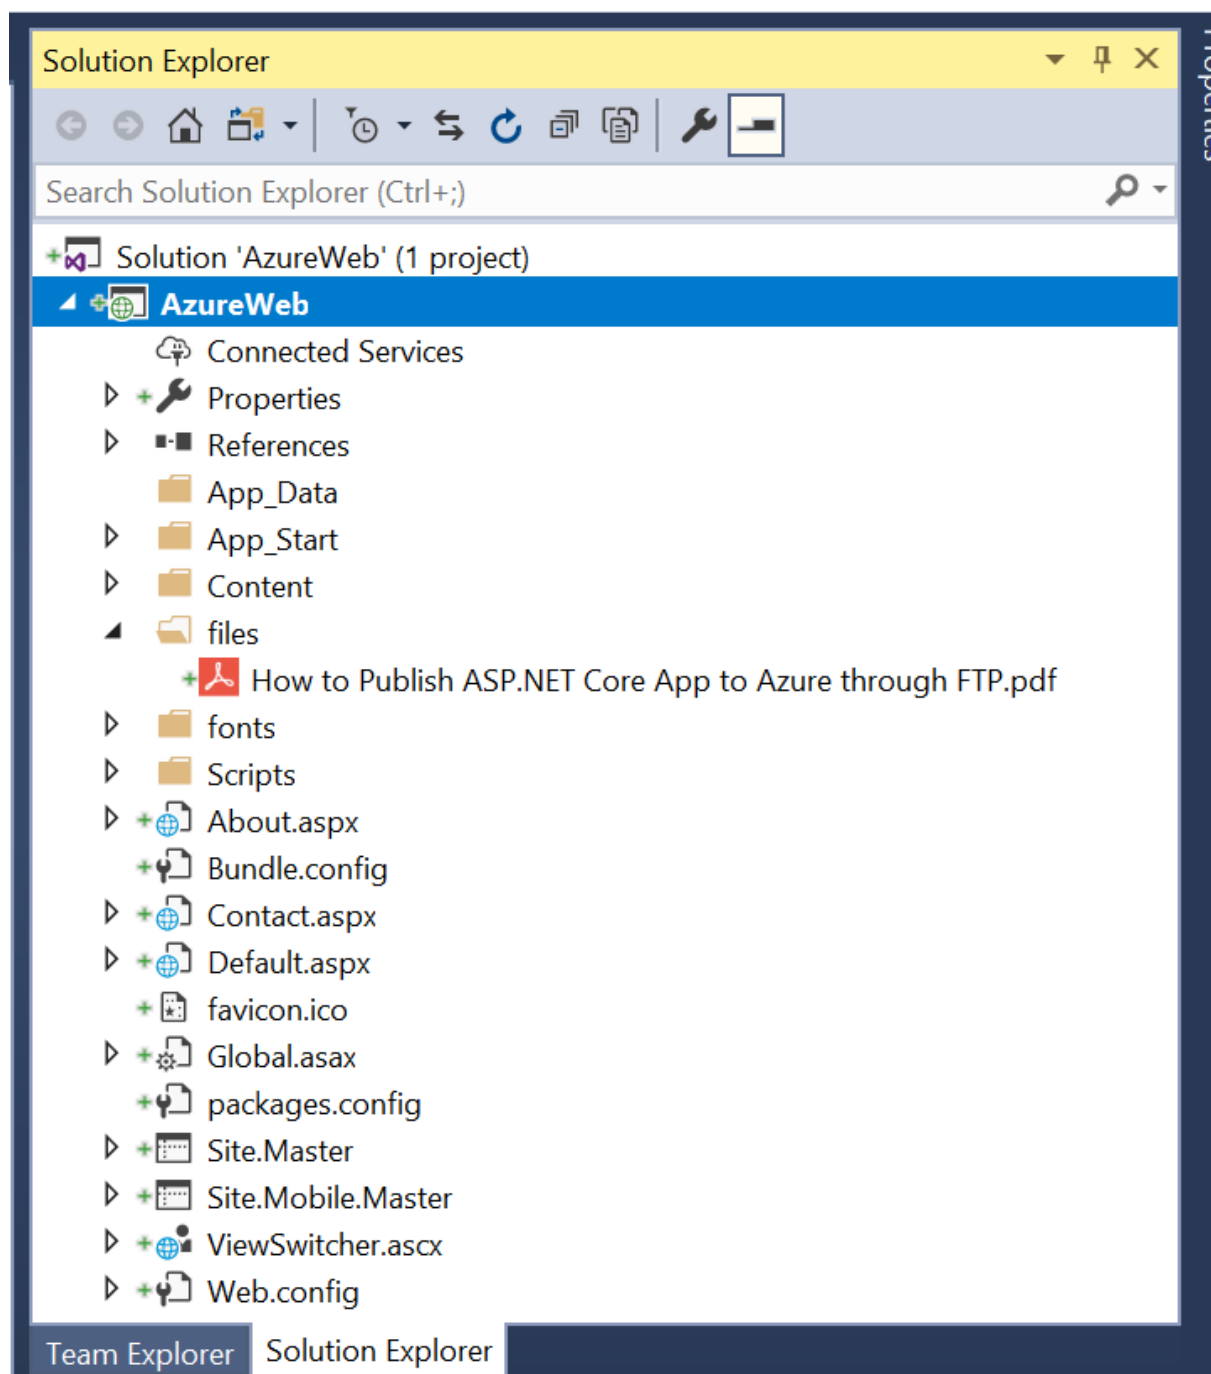 Solution Explorer
Properties
Search Solution Explorer (Ctrl+;)
Solution 'AzureWeb' (1 project)
AzureWeb
Connected Services
Properties
References
App_Data
App_Start
Content
files
How to Publish ASP.NET Core App to Azure through FTP.pdf
fonts
Scripts
About.aspx
Bundle.config
Contact.aspx
Default.aspx
favicon.ico
Global.asax
packages.config
Site.Master
Site.Mobile.Master
ViewSwitcher.ascx
Web.config
Team Explorer
Solution Explorer